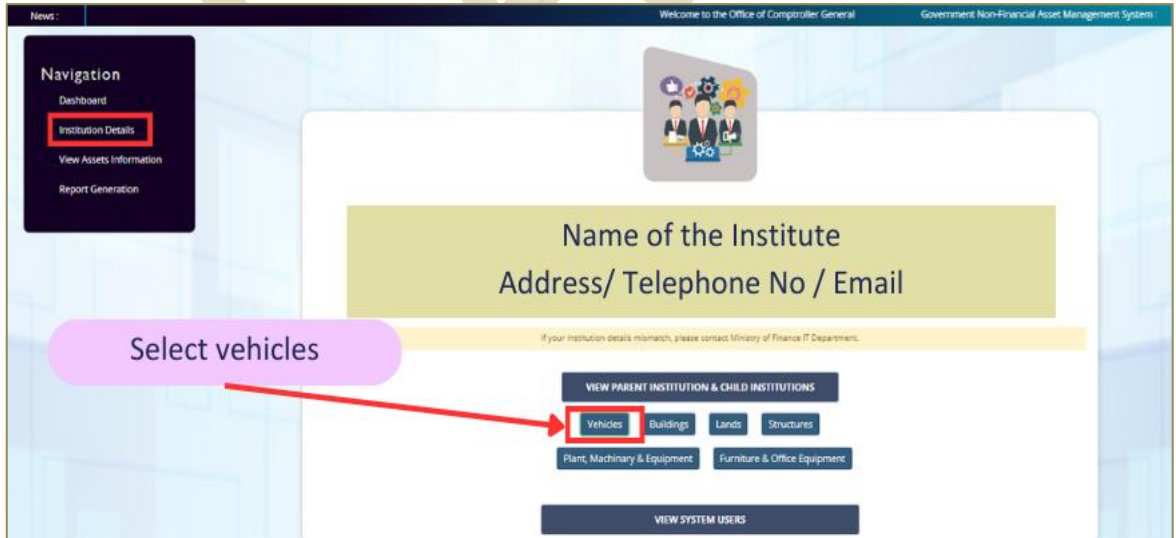 News :
Welcome to the Office of Comptroller General
Government Non-Financial Asset Management System
Navigation
Dashboard
Institution Details
View Assets Information
Report Generation
Name of the Institute
Address/ Telephone No / Email
If your institution details mismatch, please contact Ministry of Finance IT Department.
Select vehicles
VIEW PARENT INSTITUTION & CHILD INSTITUTIONS
Vehicles Buildings Lands Structures
Plant, Machinary & Equipment Furniture & Office Equipment
VIEW SYSTEM USERS